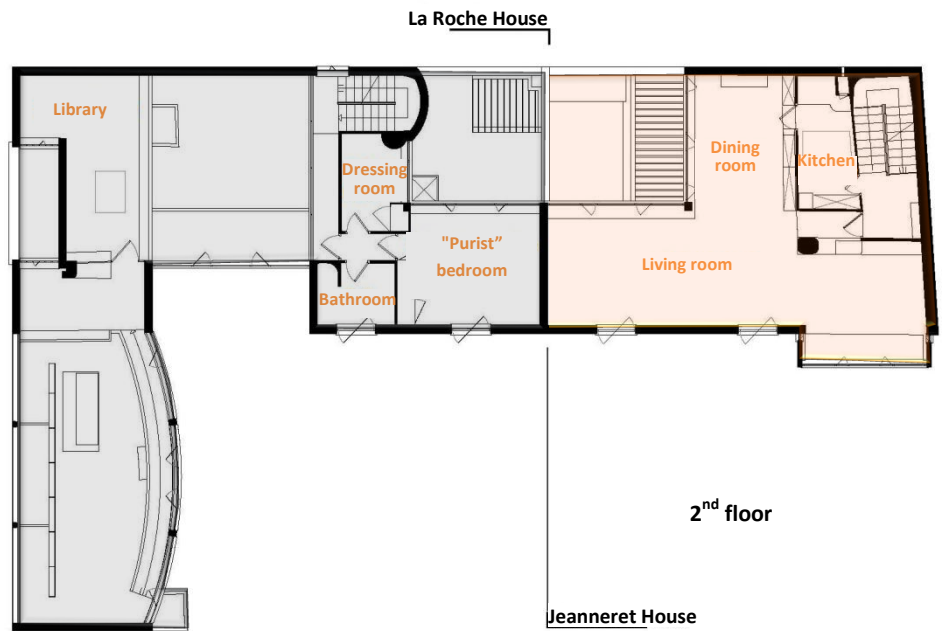 La Roche House
Library
Dressing
room
"Purist”
bedroom
Bathroom
Dining
room
Kitchen
Living room
2nd floor
Jeanneret House